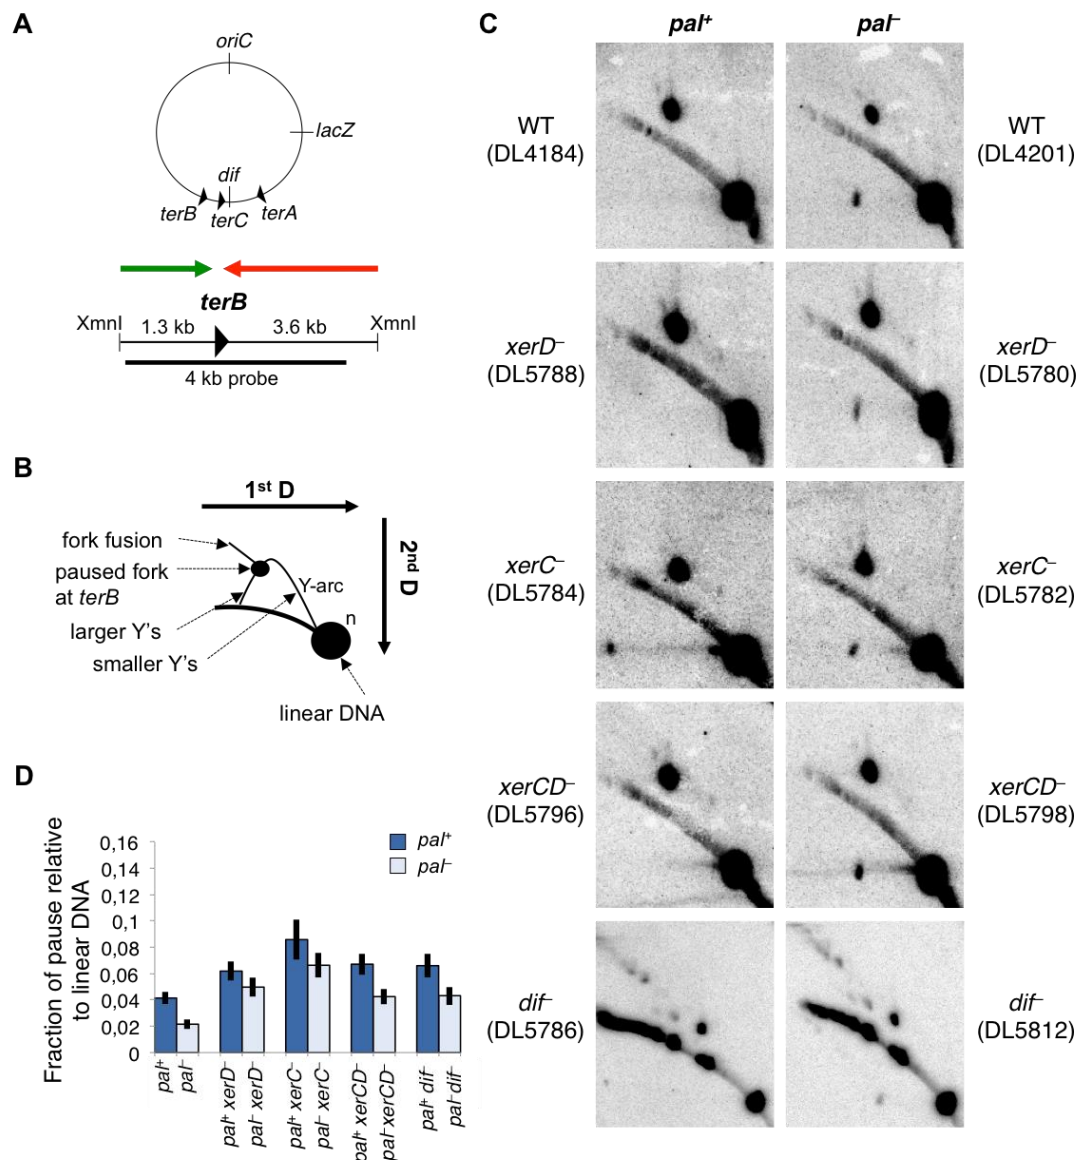 A
oriC
lacZ
dif
terB
terC
terA
terB
XmnI
1.3 kb
3.6 kb
XmnI
4 kb probe
B
1st D
2nd D
fork fusion
paused fork
at terB
larger Y's
smaller Y's
Y-arc
n
linear DNA
C
pal+
pal–
WT
(DL4184)
WT
(DL4201)
xerD–
(DL5788)
xerD–
(DL5780)
xerC–
(DL5784)
xerC–
(DL5782)
xerCD–
(DL5796)
xerCD–
(DL5798)
dif–
(DL5786)
dif–
(DL5812)
D
Fraction of pause relative
to linear DNA
0,16
0,14
0,12
0,1
0,08
0,06
0,04
0,02
0
pal+
pal–
pal+
pal–
pal+ xerD–
pal– xerD–
pal+ xerC–
pal– xerC–
pal+ xerCD–
pal– xerCD–
pal+ dif–
pal– dif–